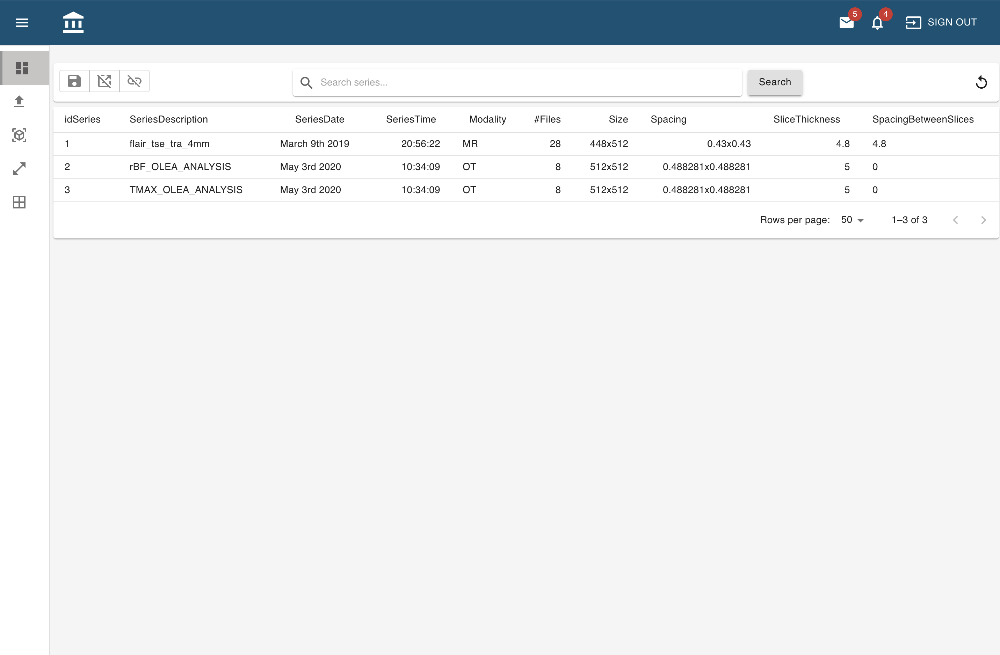 5 4 SIGN OUT
Search series... Search
idSeries SeriesDescription SeriesDate SeriesTime Modality #Files Size Spacing SliceThickness SpacingBetweenSlices
1 flair_tse_tra_4mm March 9th 2019 20:56:22 MR 28 448x512 0.43x0.43 4.8 4.8
2 rBF_OLEA_ANALYSIS May 3rd 2020 10:34:09 OT 8 512x512 0.488281x0.488281 5 0
3 TMAX_OLEA_ANALYSIS May 3rd 2020 10:34:09 OT 8 512x512 0.488281x0.488281 5 0
Rows per page: 50 1–3 of 3